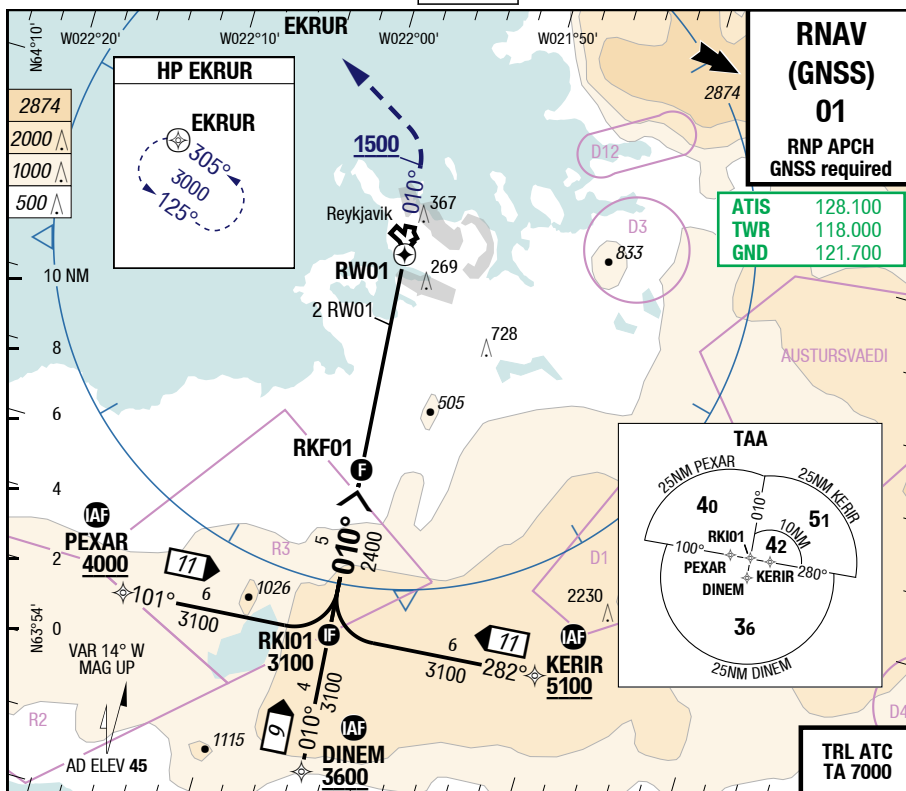 W022°20'
W022°10'
EKRUR
W022°00'
W021°50'
N64°10'
RNAV
(GNSS)
01
RNP APCH
GNSS required
HP EKRUR
EKRUR
305°
3000
125°
2874
2000
1000
500
2874
D12
1500
010°
Reykjavik
367
ATIS 128.100
TWR 118.000
GND 121.700
D3
833
RW01
269
10 NM
2 RW01
8
728
AUSTURSVAEDI
6
505
RKF01
F
4
TAA
25NM PEXAR
25NM KERIR
40
010°
51
RKI01
10NM
42
100°
PEXAR
KERIR
280°
DINEM
36
25NM DINEM
IAF
PEXAR
4000
R3
5
010°
2400
D1
2
11
1026
2230
101°
6
3100
N63°54'
0
RKI01
3100
IF
6
3100
11
282°
IAF
KERIR
5100
VAR 14° W
MAG UP
4
3100
R2
9
010°
D4
1115
IAF
DINEM
3600
AD ELEV 45
TRL ATC
TA 7000